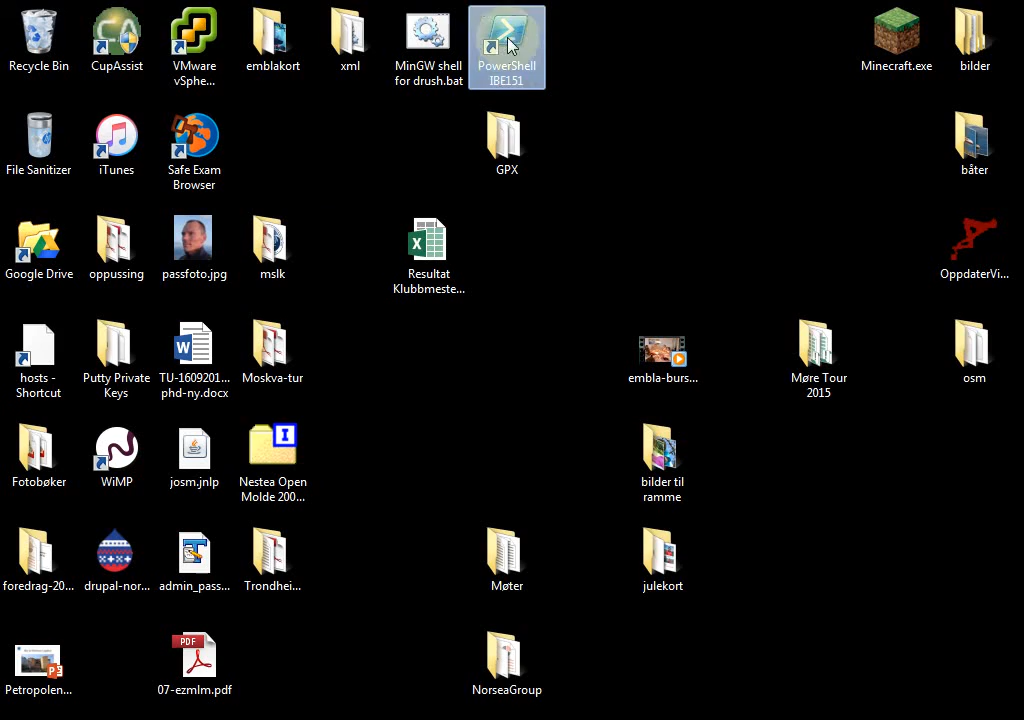 Recycle Bin
CupAssist
VMware
vSphe...
emblakort
xml
MinGW shell
for drush.bat
PowerShell
IBE151
Minecraft.exe
bilder
File Sanitizer
iTunes
Safe Exam
Browser
GPX
båter
Google Drive
oppussing
passfoto.jpg
mslk
Resultat
Klubbmeste...
OppdaterVi...
hosts -
Shortcut
Putty Private
Keys
TU-1609201...
phd-ny.docx
Moskva-tur
embla-burs...
Møre Tour
2015
osm
Fotobøker
WiMP
josm.jnlp
Nestea Open
Molde 200...
bilder til
ramme
foredrag-20...
drupal-nor...
admin_pass...
Trondhei...
Møter
julekort
Petropolen...
PDF
07-ezmlm.pdf
NorseaGroup